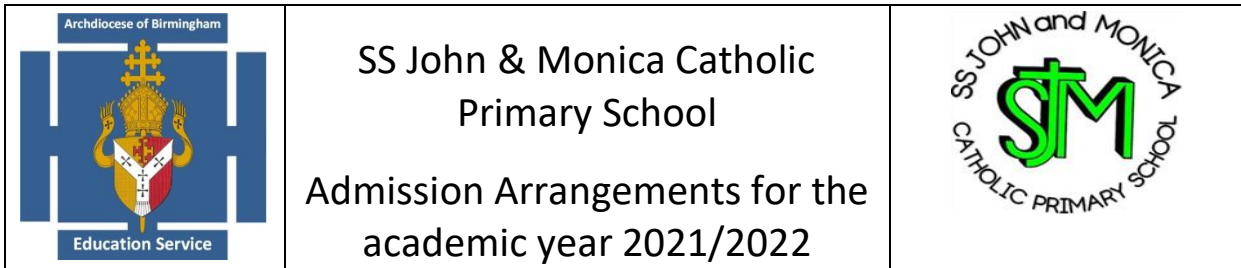 Archdiocese of Birmingham
Education Service
SS John & Monica Catholic
Primary School
Admission Arrangements for the
academic year 2021/2022
SS JOHN and MONICA
SJM
CATHOLIC PRIMARY SCHOOL